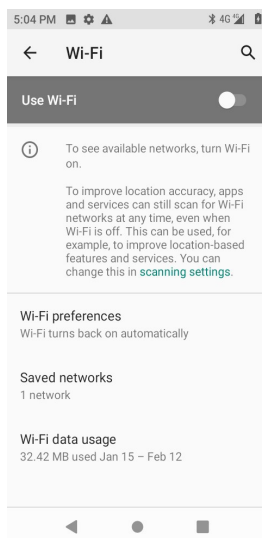 5:04 PM 4G 4G
Wi-Fi
Use Wi-Fi
To see available networks, turn Wi-Fi
on.
To improve location accuracy, apps
and services can still scan for Wi-Fi
networks at any time, even when
Wi-Fi is off. This can be used, for
example, to improve location-based
features and services. You can
change this in scanning settings.
Wi-Fi preferences
Wi-Fi turns back on automatically
Saved networks
1 network
Wi-Fi data usage
32.42 MB used Jan 15 – Feb 12